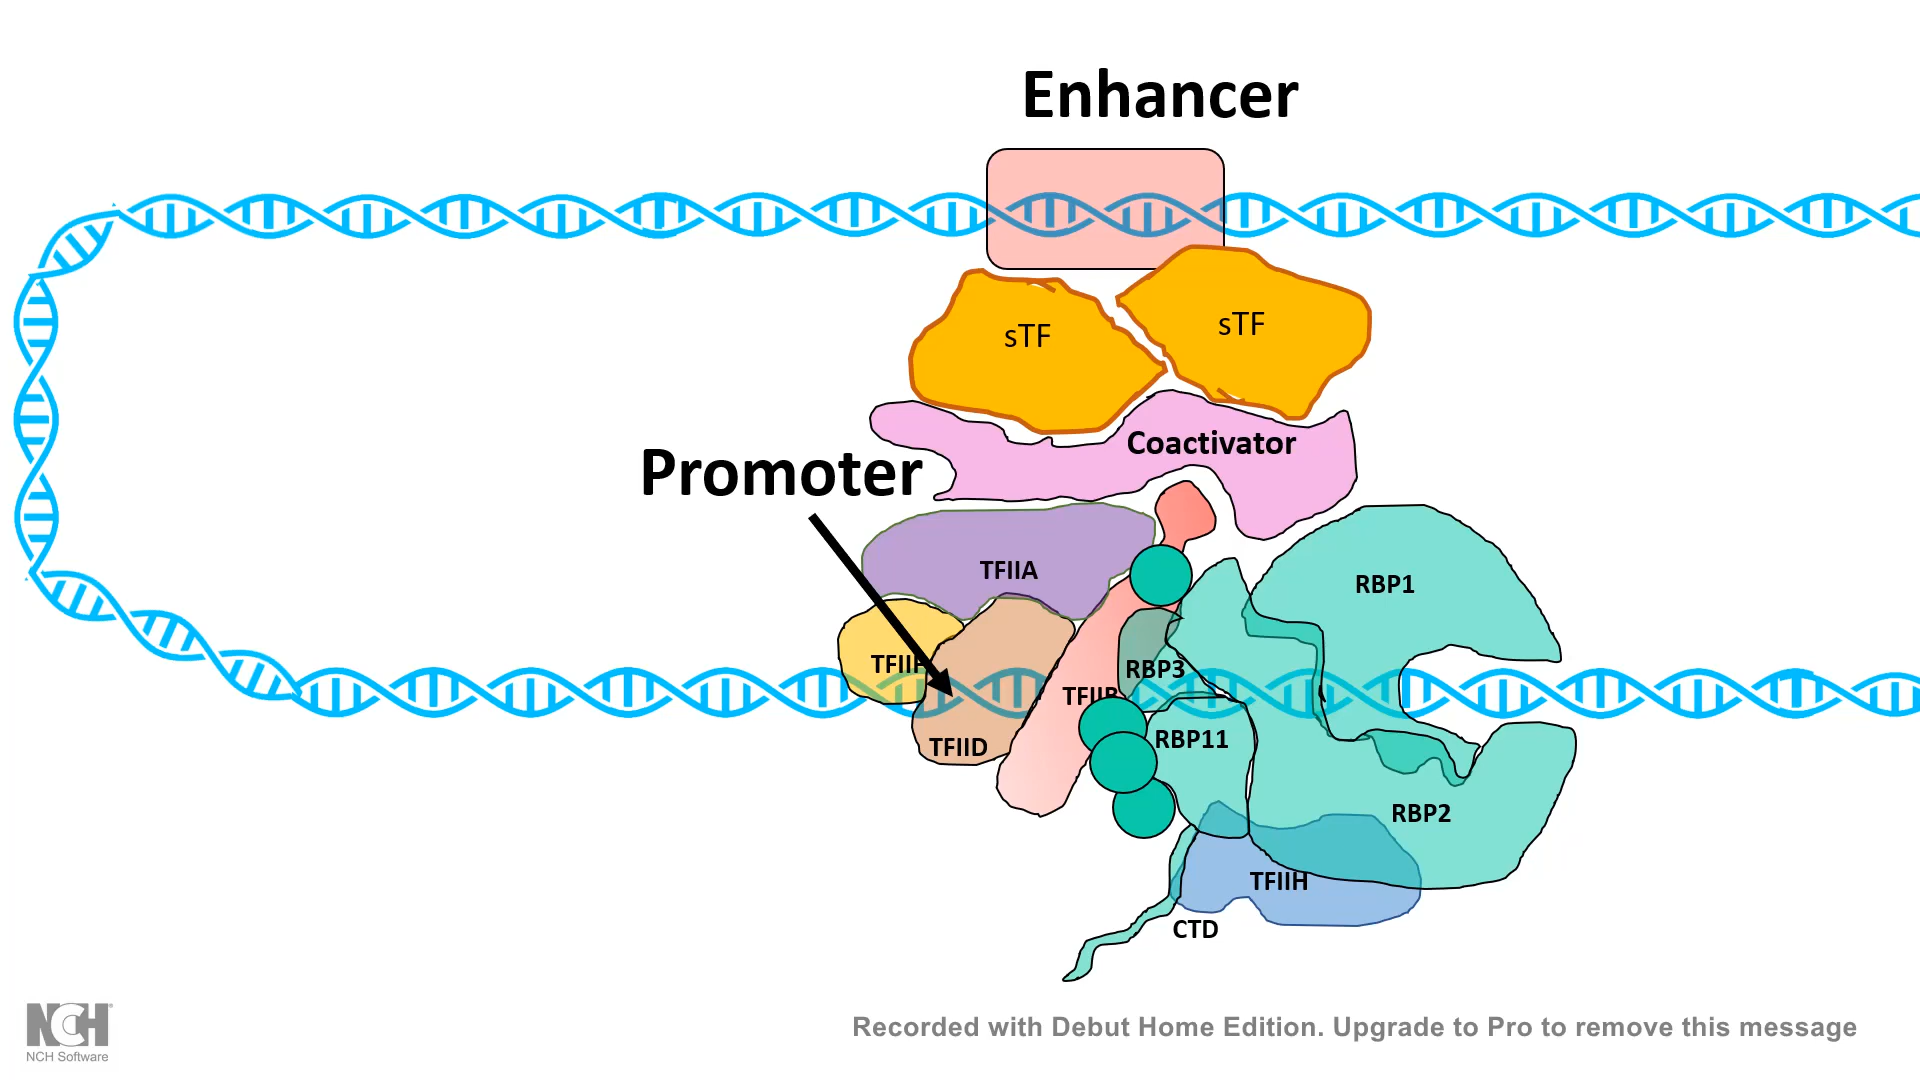 Enhancer
sTF
sTF
Coactivator
Promoter
TFIIA
RBP1
RBP3
TFIID
RBP11
RBP2
TFIIH
CTD
NCH
NCH Software
Recorded with Debut Home Edition. Upgrade to Pro to remove this message